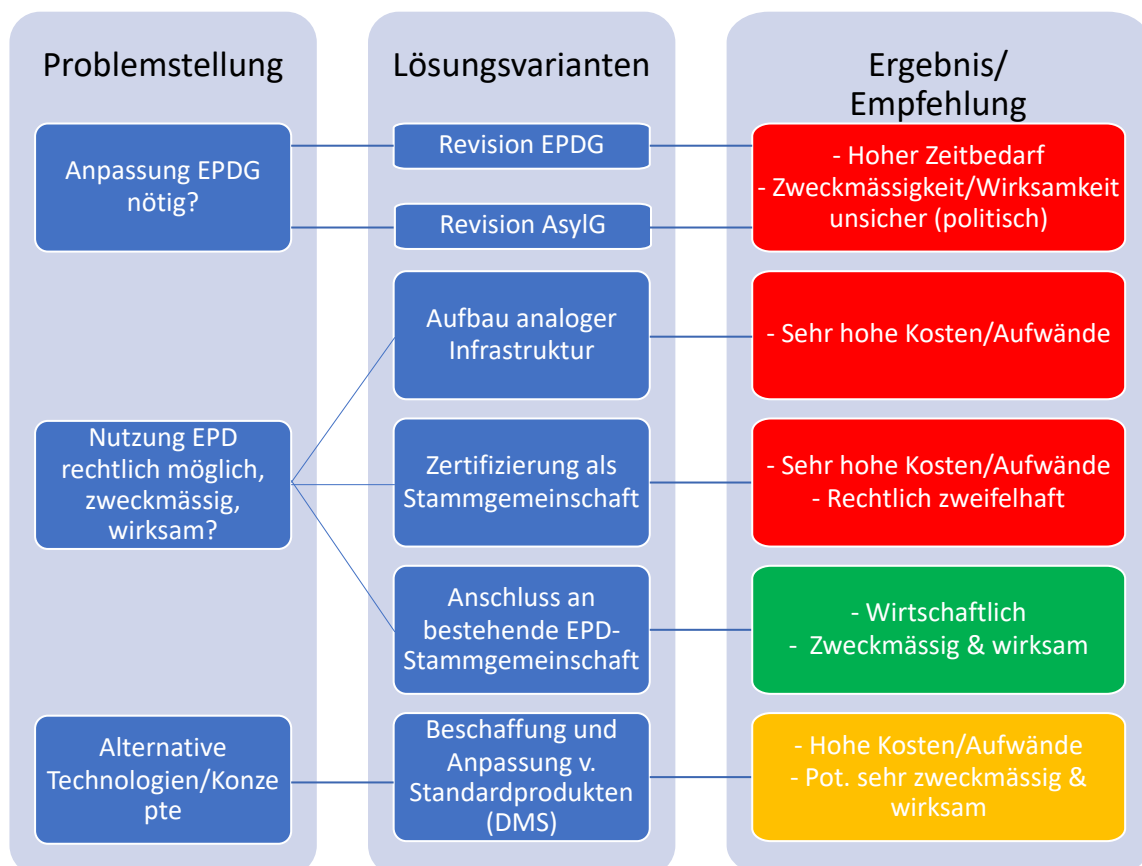 Problemstellung
Anpassung EPDG
nötig?
Nutzung EPD
rechtlich möglich,
zweckmässig,
wirksam?
Alternative
Technologien/Konze
pte
Lösungsvarianten
Revision EPDG
Revision AsylG
Aufbau analoger
Infrastruktur
Zertifizierung als
Stammgemeinschaft
Anschluss an
bestehende EPD-
Stammgemeinschaft
Beschaffung und
Anpassung v.
Standardprodukten
(DMS)
Ergebnis/
Empfehlung
- Hoher Zeitbedarf
- Zweckmässigkeit/Wirksamkeit
unsicher (politisch)
- Sehr hohe Kosten/Aufwände
- Sehr hohe Kosten/Aufwände
- Rechtlich zweifelhaft
- Wirtschaftlich
- Zweckmässig & wirksam
- Hohe Kosten/Aufwände
- Pot. sehr zweckmässig &
wirksam